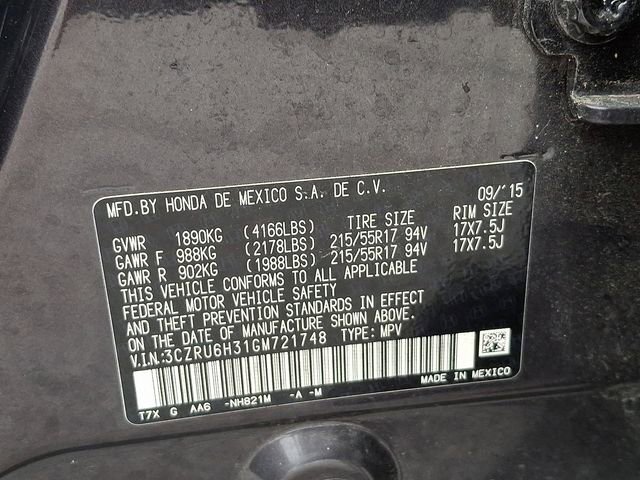 MFD.BY HONDA DE MEXICO S.A. DE C.V. 09/'15
TIRE SIZE RIM SIZE
GVWR 1890KG (4166LBS)
GAWR F 988KG (2178LBS) 215/55R17 94V 17X7.5J
GAWR R 902KG (1988LBS) 215/55R17 94V 17X7.5J
THIS VEHICLE CONFORMS TO ALL APPLICABLE
FEDERAL MOTOR VEHICLE SAFETY
AND THEFT PREVENTION STANDARDS IN EFFECT
ON THE DATE OF MANUFACTURE SHOWN ABOVE.
V.I.N:3CZRU6H31GM721748 TYPE: MPV
MADE IN MEXICO
T7X G AA6 -NH821M -A -M